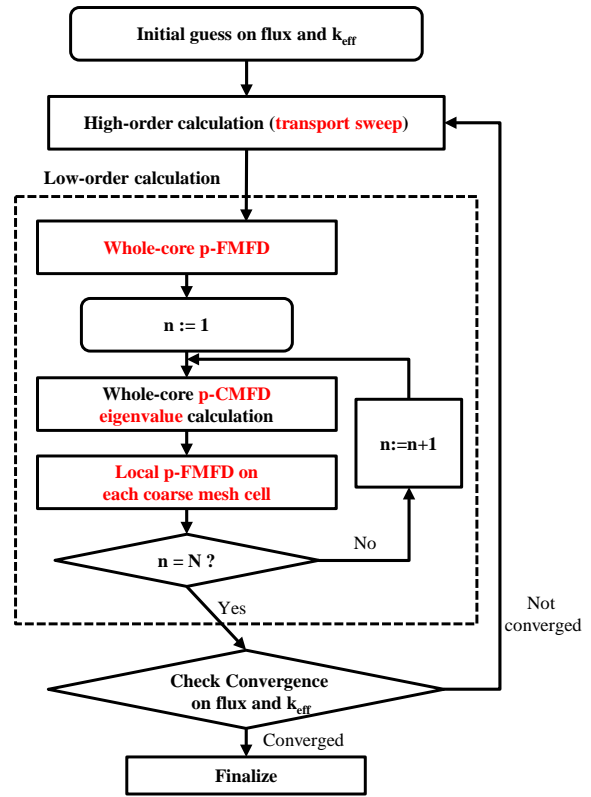 Initial guess on flux and k_eff
High-order calculation (transport sweep)
Low-order calculation
Whole-core p-FMFD
n := 1
Whole-core p-CMFD
eigenvalue calculation
n:=n+1
Local p-FMFD on
each coarse mesh cell
n = N ?
No
Yes
Not
converged
Check Convergence
on flux and k_eff
Converged
Finalize